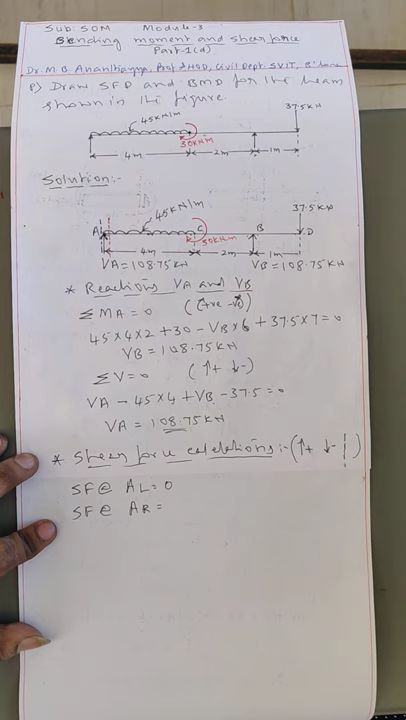 Sub: SOM Module-3
Bending moment and shear force
Part-1(d)
Dr. M.B. Ananthayya, Prof & HOD, Civil Dept. SVIT, B'lore
P) Draw SFD and BMD for the beam
shown in the figure.
37.5KN
45KN/m
30KNm
4m 2m 1m
Solution:-
45KN/m
37.5KN
A C B D
30KNm
4m 2m 1m
VA=108.75KN VB=108.75KN
* Reactions VA and VB
ΣMA=0
45×4×2+30-VB×6+37.5×7=0
VB=108.75KN
ΣV=0 (↑+ ↓-)
VA-45×4+VB-37.5=0
VA=108.75KN
* Shear force calculations:-(↑+ ↓-)
SF@ AL=0
SF@ AR=